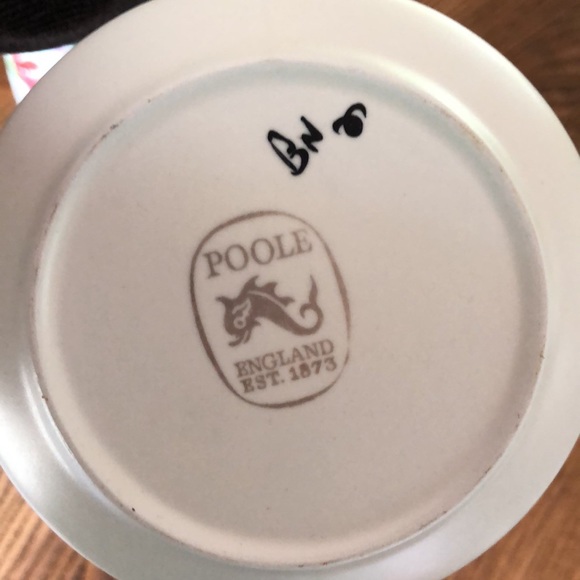 BN
POOLE
ENGLAND
EST. 1873